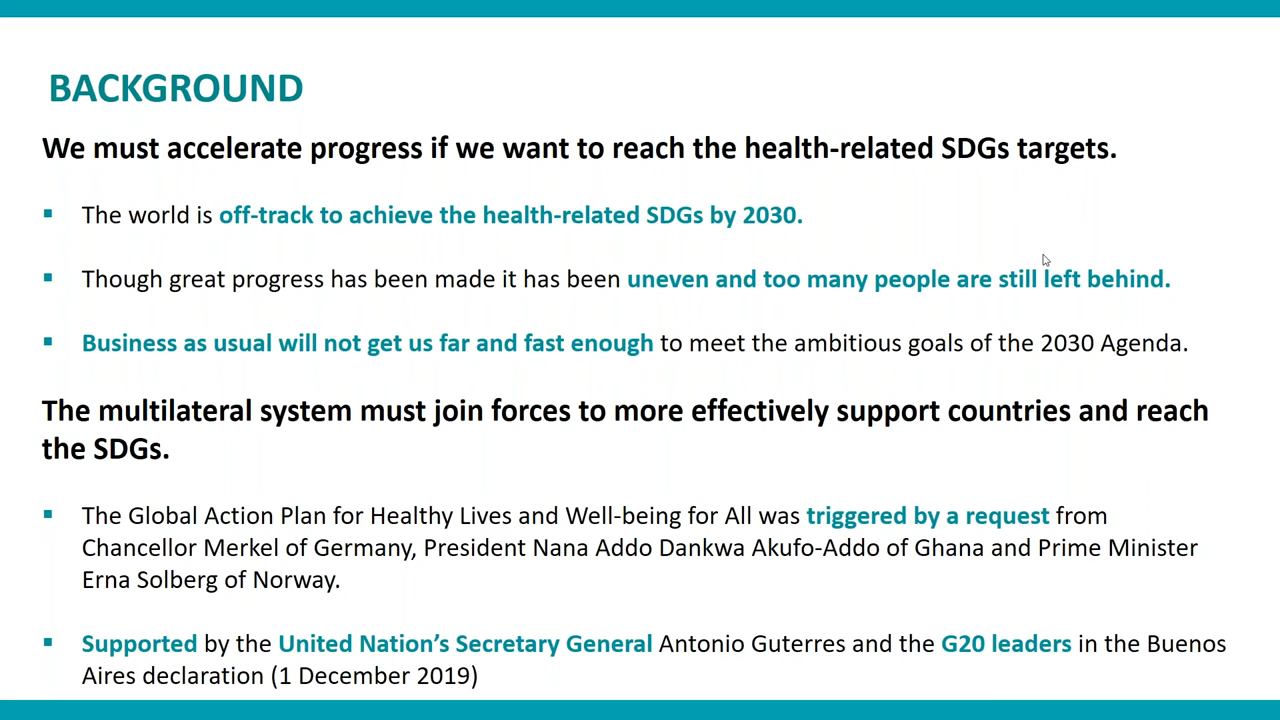 BACKGROUND
We must accelerate progress if we want to reach the health-related SDGs targets.
▪ The world is off-track to achieve the health-related SDGs by 2030.
▪ Though great progress has been made it has been uneven and too many people are still left behind.
▪ Business as usual will not get us far and fast enough to meet the ambitious goals of the 2030 Agenda.
The multilateral system must join forces to more effectively support countries and reach
the SDGs.
▪ The Global Action Plan for Healthy Lives and Well-being for All was triggered by a request from
Chancellor Merkel of Germany, President Nana Addo Dankwa Akufo-Addo of Ghana and Prime Minister
Erna Solberg of Norway.
▪ Supported by the United Nation’s Secretary General Antonio Guterres and the G20 leaders in the Buenos
Aires declaration (1 December 2019)